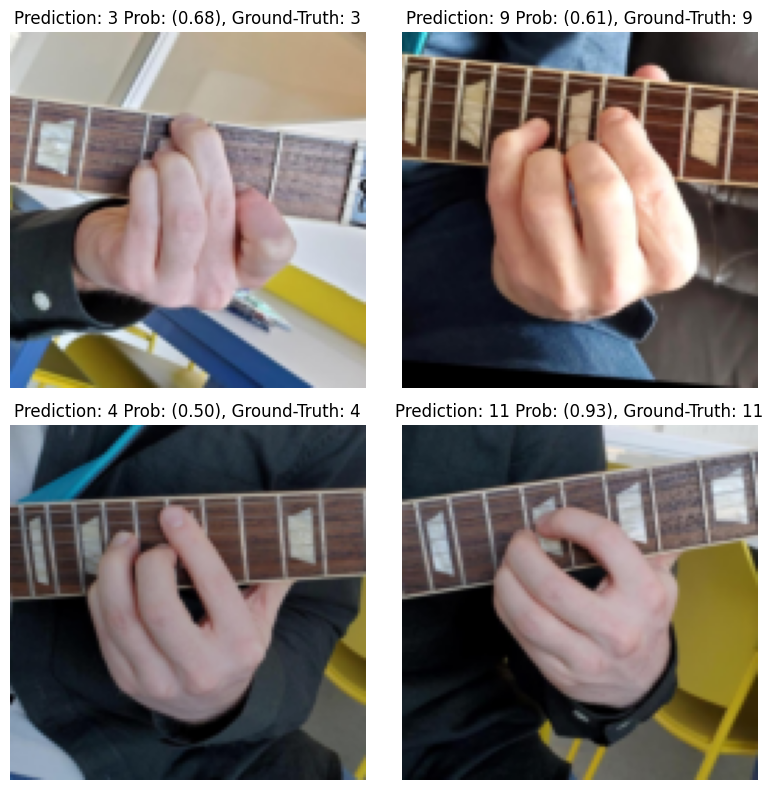 Prediction: 3 Prob: (0.68), Ground-Truth: 3
Prediction: 9 Prob: (0.61), Ground-Truth: 9
Prediction: 4 Prob: (0.50), Ground-Truth: 4
Prediction: 11 Prob: (0.93), Ground-Truth: 11